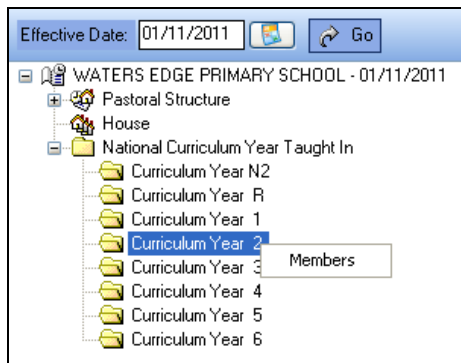 Effective Date: 01/11/2011 Go
WATERS EDGE PRIMARY SCHOOL - 01/11/2011
Pastoral Structure
House
National Curriculum Year Taught In
Curriculum Year N2
Curriculum Year R
Curriculum Year 1
Curriculum Year 2
Members
Curriculum Year 3
Curriculum Year 4
Curriculum Year 5
Curriculum Year 6